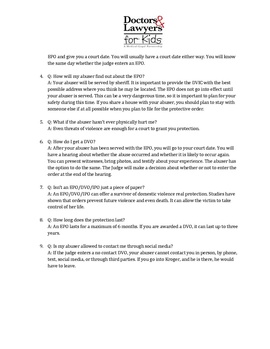 Doctors&
Lawyers
for Kids
EPO and give you a court date. You will usually have a court date either way. You will know
the same day whether the judge enters an EPO.
4. Q: How will my abuser find out about the EPO?
A: Your abuser will be served by sheriff. It is important to provide the DVIC with the best
possible address where you think he may be located. The EPO does not go into effect until
your abuser is served. This can be a very dangerous time, so it is important to plan for your
safety during this time. If you share a house with your abuser, you should plan to stay with
someone else if at all possible when you plan to file for the protective order.
5. Q: What if the abuser hasn't ever physically hurt me?
A: Even threats of violence are enough for a court to grant you protection.
6. Q: How do I get a DVO?
A: After your abuser has been served with the EPO, you will go to your court date. You will
have a hearing about whether the abuse occurred and whether it is likely to occur again.
You can present witnesses, bring photos, and testify about your experience. The abuser has
the option to do the same. The Judge will make a decision about whether or not to enter the
order at the end of the hearing.
7. Q: Isn't an EPO/DVO/IPO just a piece of paper?
A: An EPO/DVO/IPO can offer a survivor of domestic violence real protection. Studies have
shown that orders prevent future violence and even death. It can allow the victim to take
control of her life.
8. Q: How long does the protection last?
A: An EPO lasts for a maximum of 6 months. If you are awarded a DVO, it can last up to three
years.
9. Q: Is my abuser allowed to contact me through social media?
A: If the judge enters a no contact DVO, your abuser cannot contact you in person, by phone,
text, social media, or through third parties. If you go into Kroger, and he is there, he would
have to leave.